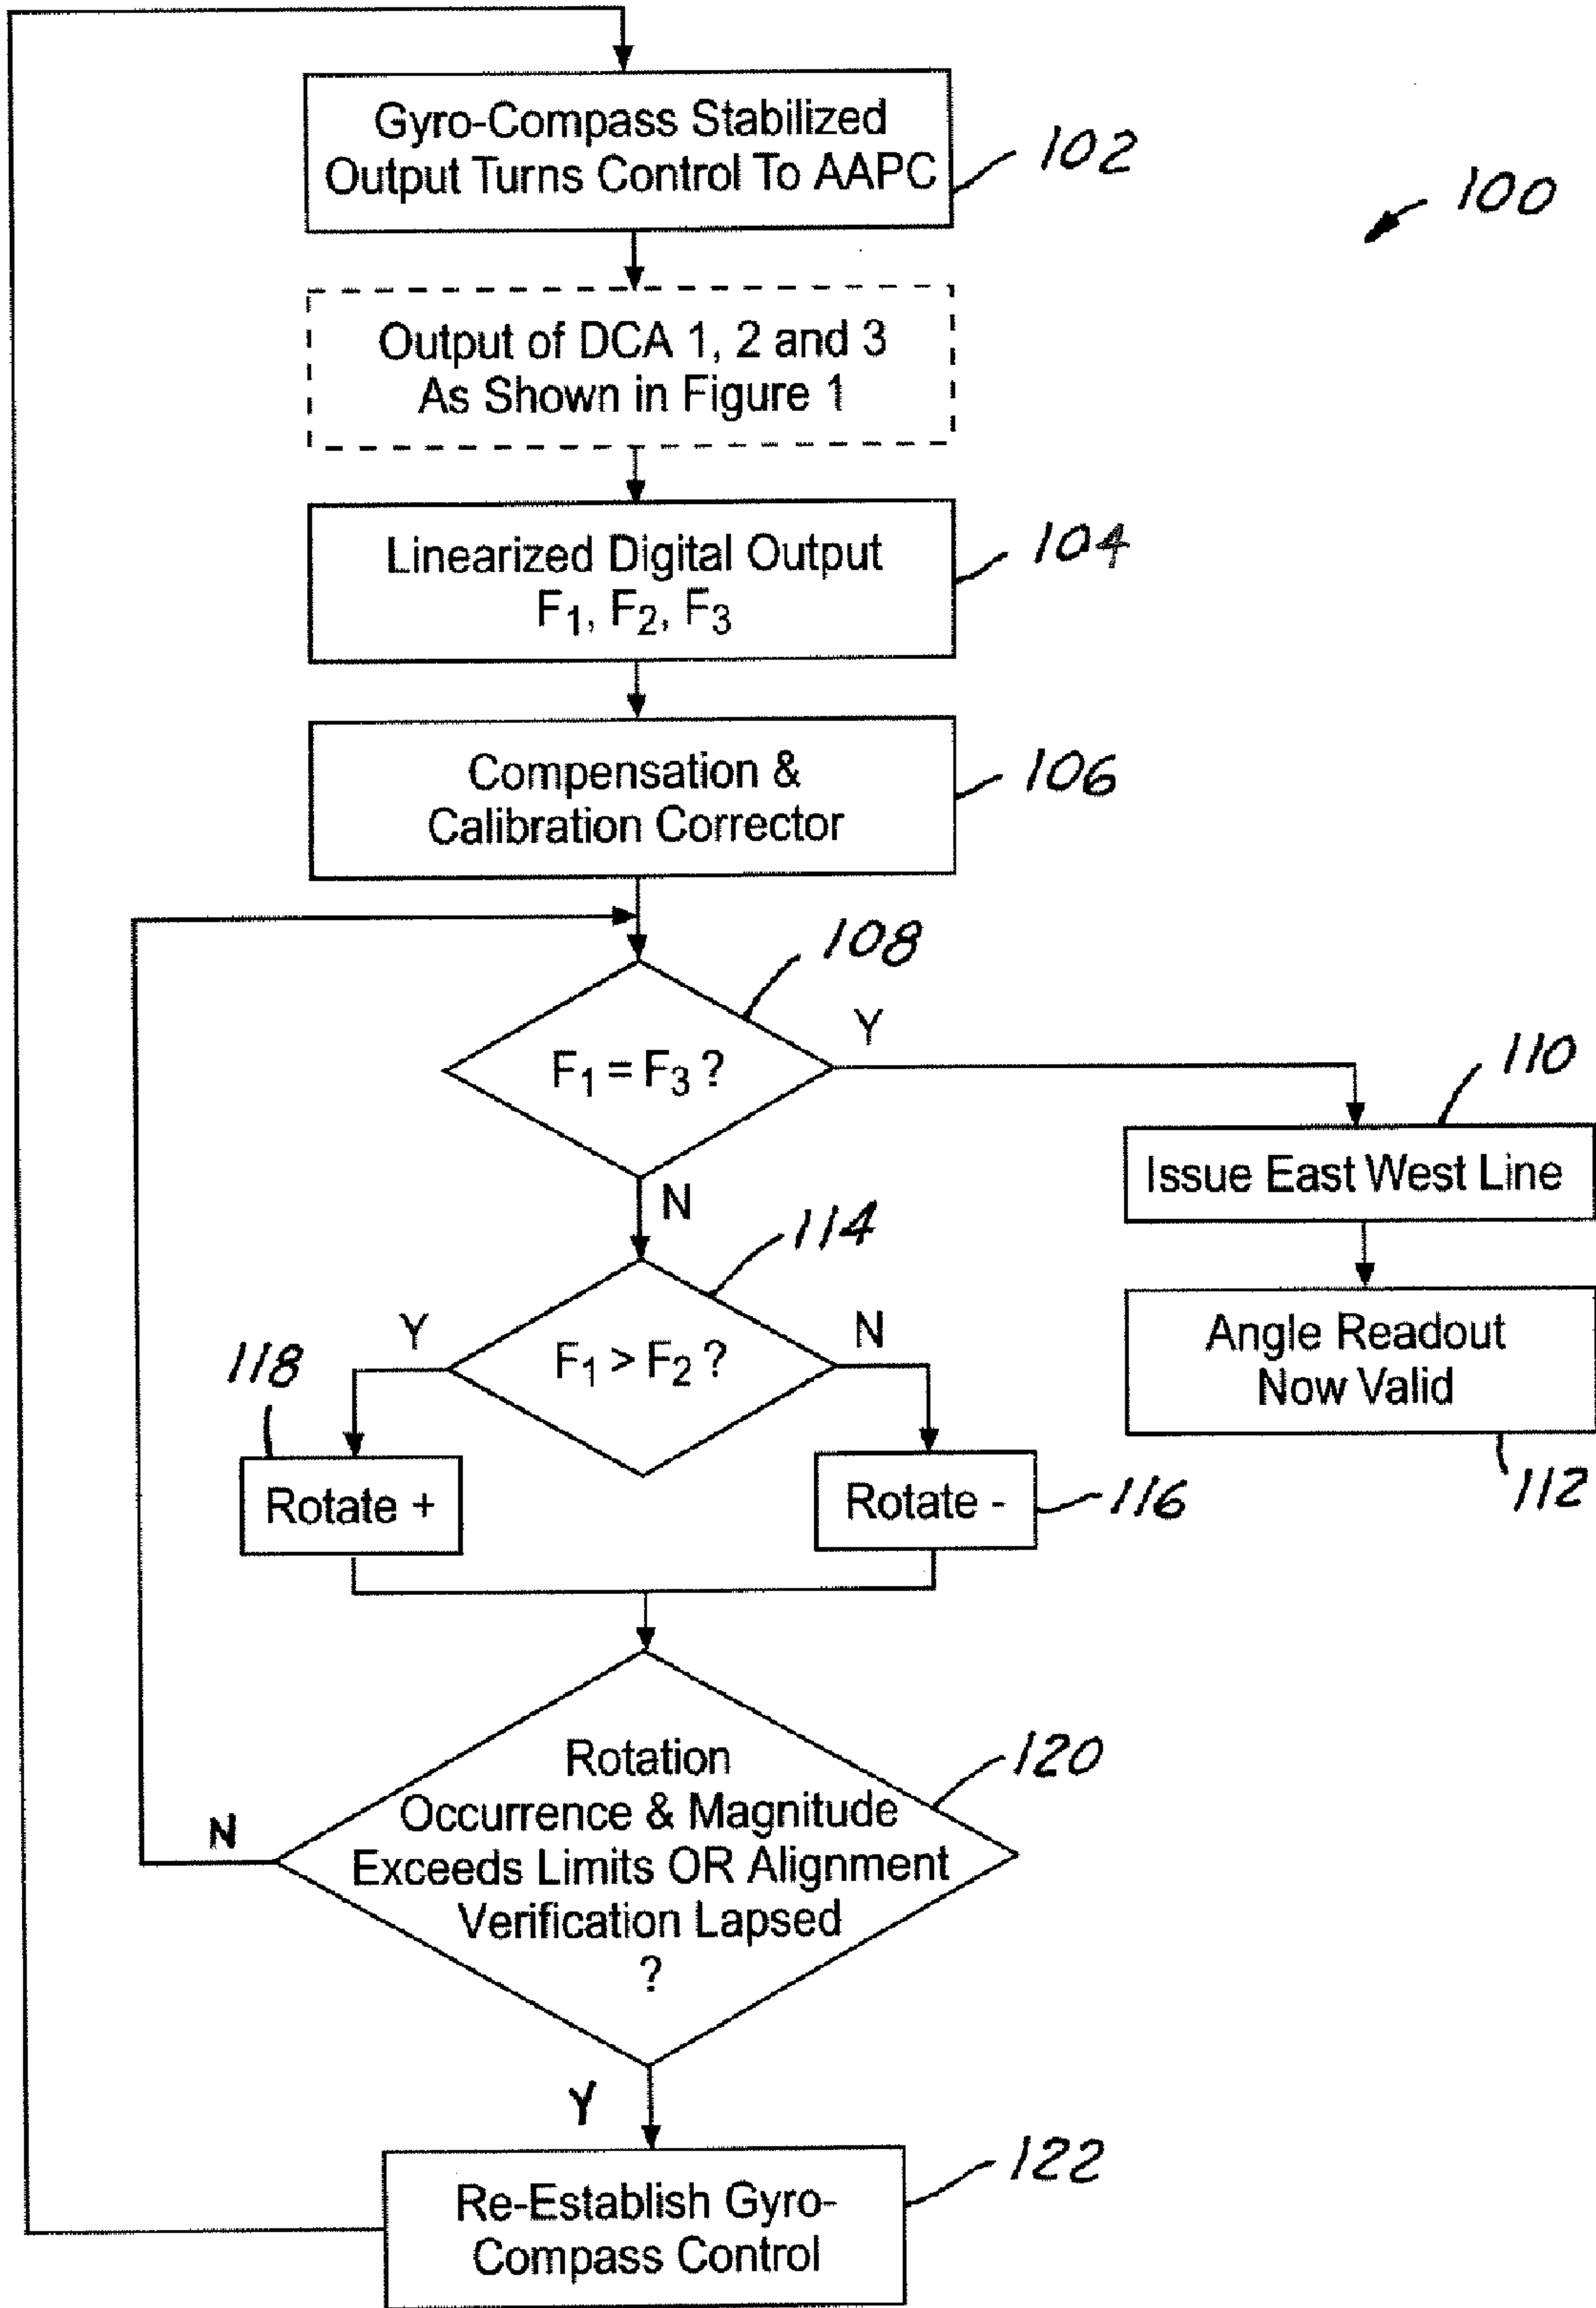 Gyro-Compass Stabilized
Output Turns Control To AAPC
102
100
Output of DCA 1, 2 and 3
As Shown in Figure 1
Linearized Digital Output
F₁, F₂, F₃
104
Compensation &
Calibration Corrector
106
108
F₁ = F₃ ?
Y
N
110
Issue East West Line
Angle Readout
Now Valid
112
114
F₁ > F₂ ?
Y
N
118
Rotate +
Rotate -
116
Rotation
Occurrence & Magnitude
Exceeds Limits OR Alignment
Verification Lapsed
?
120
N
Y
Re-Establish Gyro-
Compass Control
122